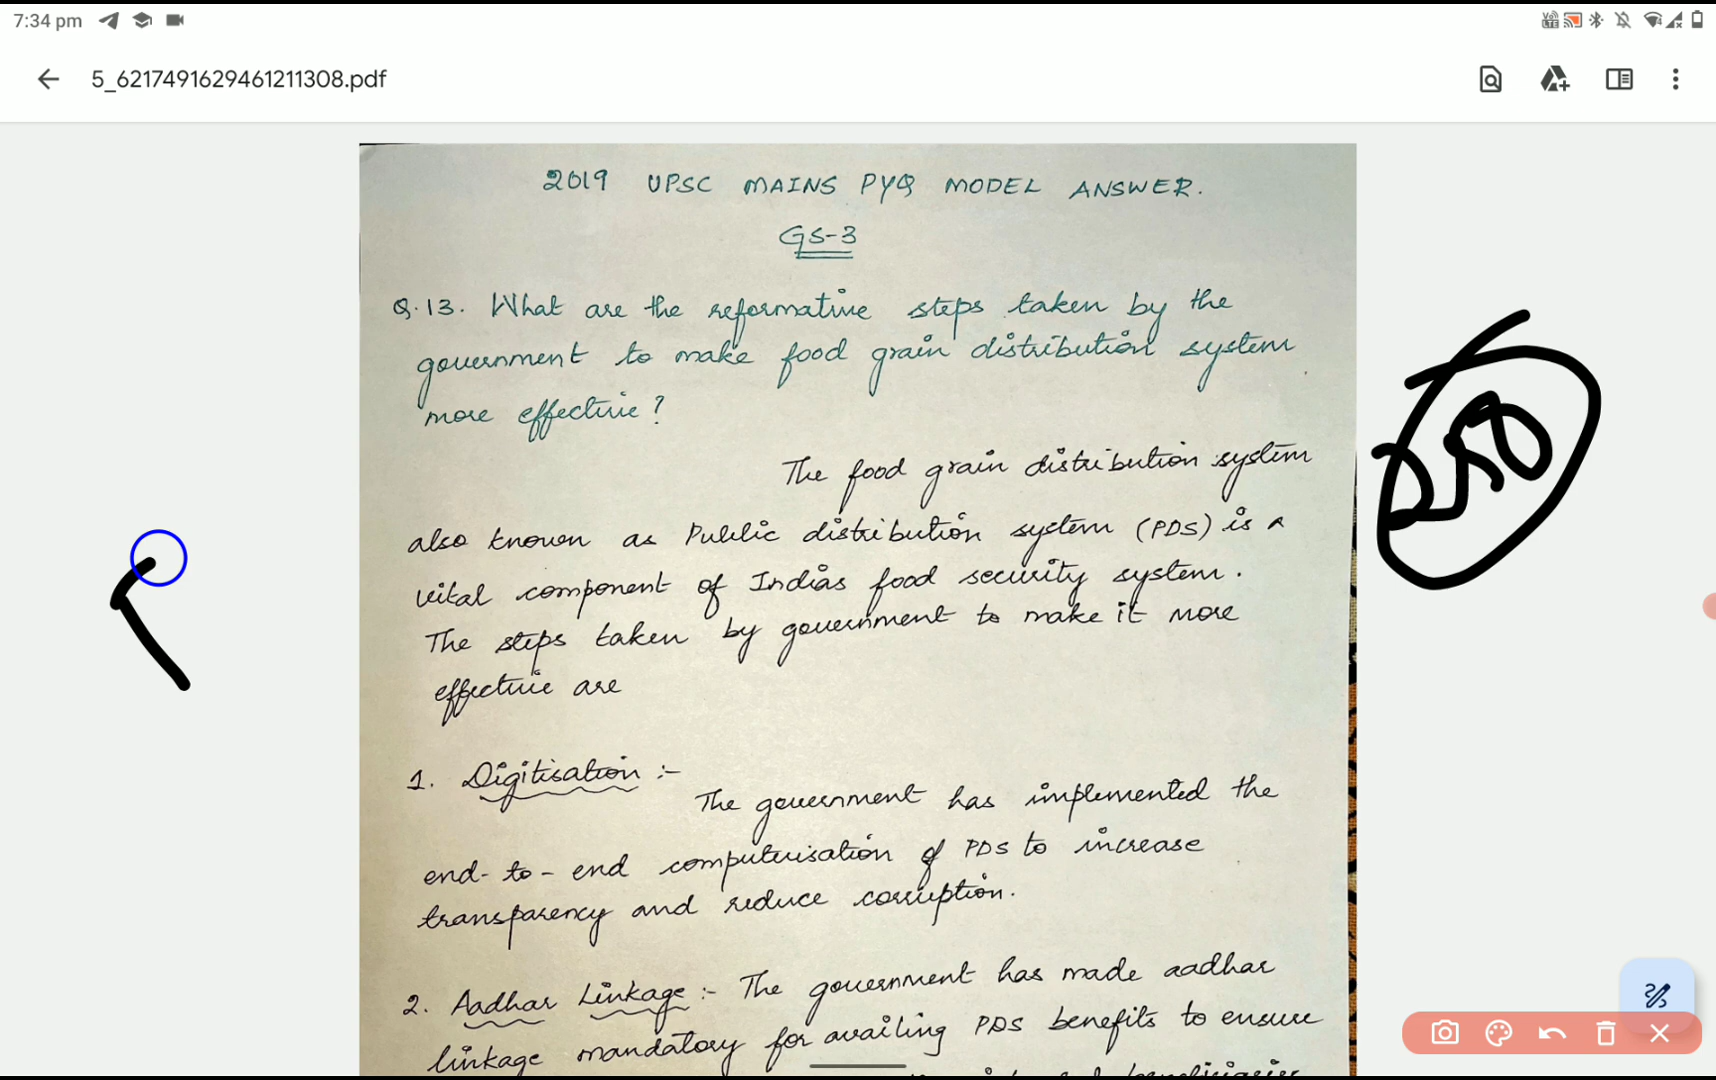 7:34 pm
5_6217491629461211308.pdf
2019 UPSC MAINS PYQ MODEL ANSWER.
GS-3
Q.13. What are the reformative steps taken by the
government to make food grain distribution system
more effective?
The food grain distribution system
also known as Public distribution system (PDS) is a
vital component of Indias food security system.
The steps taken by government to make it more
effective are
250
1. Digitisation :-
The government has implemented the
end-to-end computerisation of PDS to increase
transparency and reduce corruption.
2. Aadhar Linkage :- The government has made aadhar
linkage mandatory for availing PDS benefits to ensure